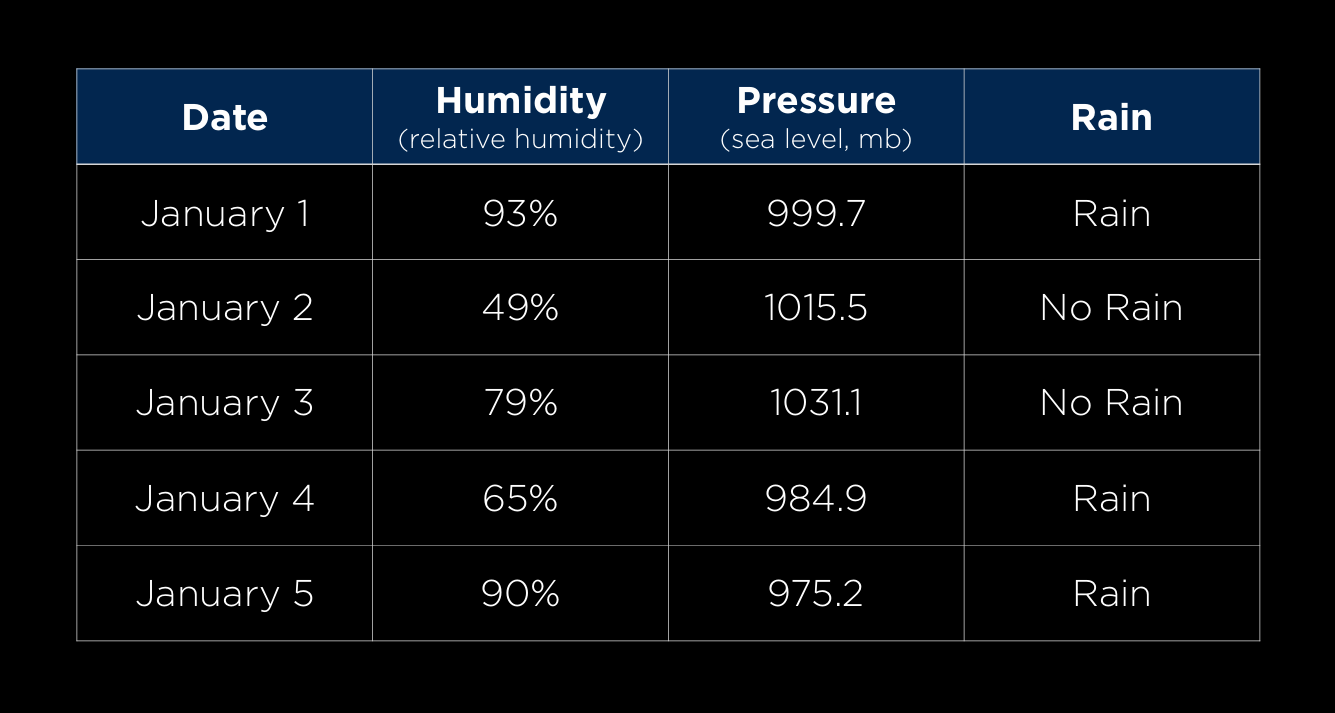 Date Humidity Pressure Rain
(relative humidity) (sea level, mb)
January 1 93% 999.7 Rain
January 2 49% 1015.5 No Rain
January 3 79% 1031.1 No Rain
January 4 65% 984.9 Rain
January 5 90% 975.2 Rain